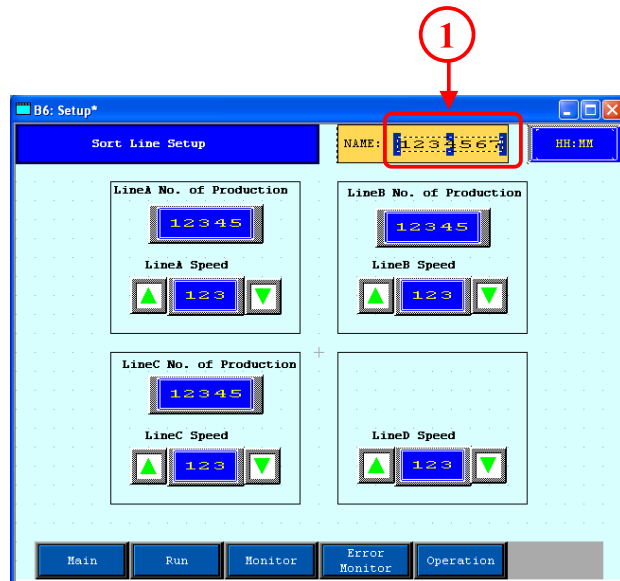 1
B6: Setup*
Sort Line Setup
NAME: 1234567
HH:MM
LineA No. of Production
12345
LineA Speed
123
LineB No. of Production
12345
LineB Speed
123
LineC No. of Production
12345
LineC Speed
123
LineD Speed
123
Main
Run
Monitor
Error
Monitor
Operation